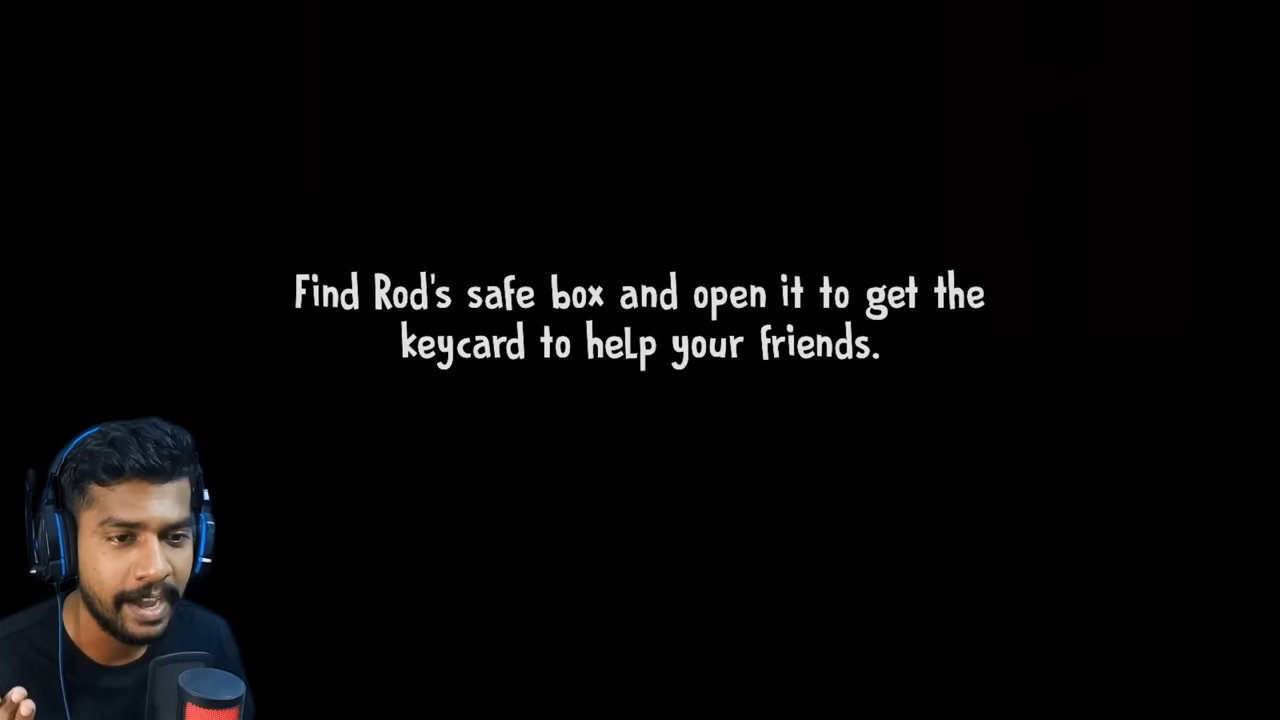 Find Rod's safe box and open it to get the
keycard to help your friends.